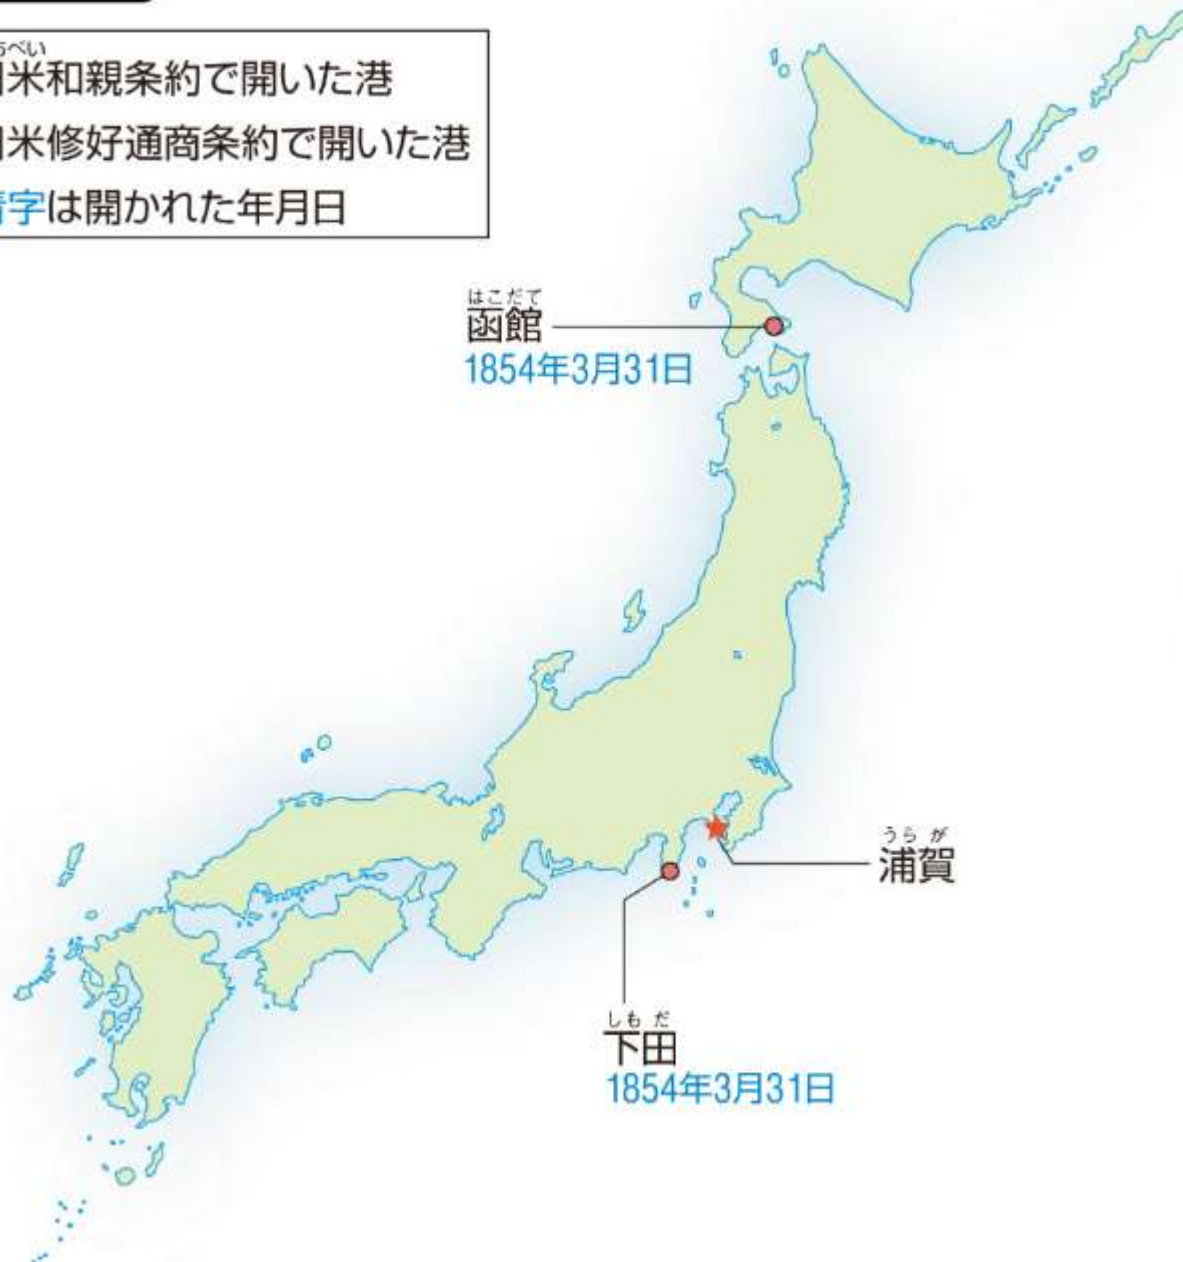 べい
米和親条約で開いた港
米修好通商条約で開いた港
字は開かれた年月日
はこだて
函館
1854年3月31日
うらが
浦賀
しもだ
下田
1854年3月31日